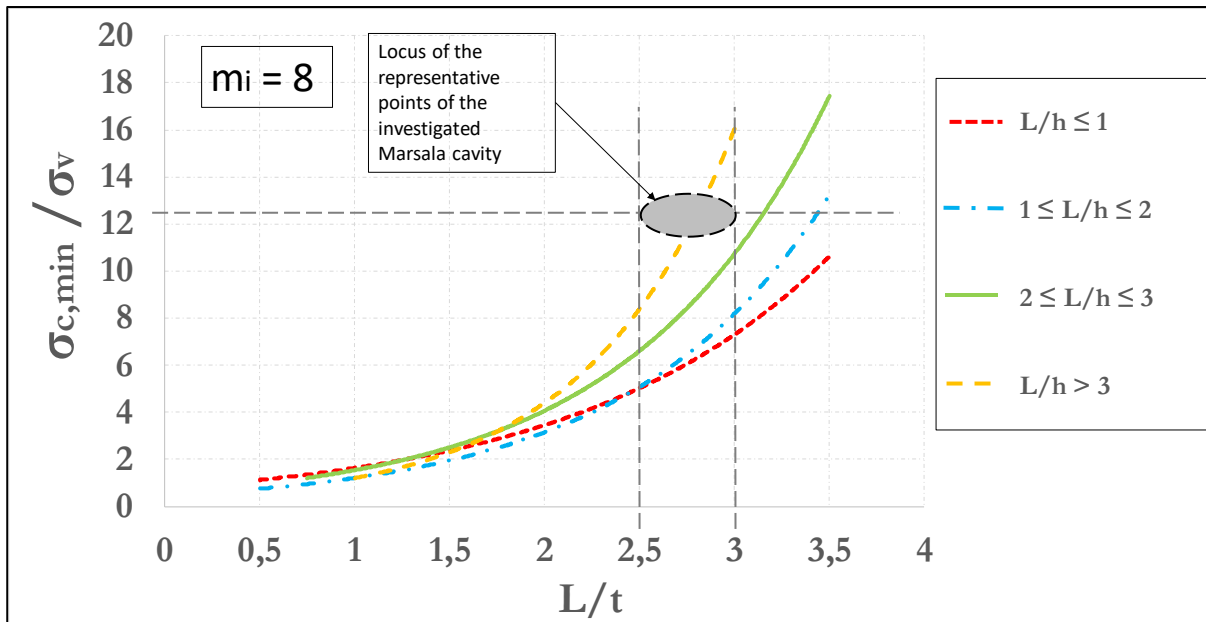 20
18
16
14
12
10
8
6
4
2
0
σc,min / σv
mi = 8
Locus of the
representative
points of the
investigated
Marsala cavity
0 0,5 1 1,5 2 2,5 3 3,5 4
L/t
L/h ≤ 1
1 ≤ L/h ≤ 2
2 ≤ L/h ≤ 3
L/h > 3